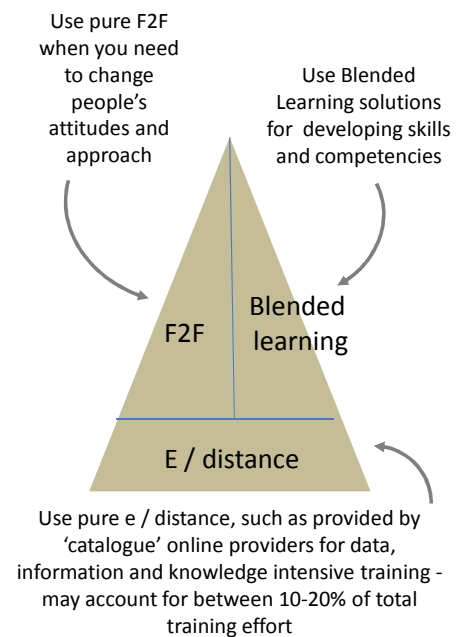 Use pure F2F
when you need
to change
people's
attitudes and
approach
Use Blended
Learning solutions
for developing skills
and competencies
F2F
Blended
learning
E / distance
Use pure e / distance, such as provided by
‘catalogue’ online providers for data,
information and knowledge intensive training -
may account for between 10-20% of total
training effort